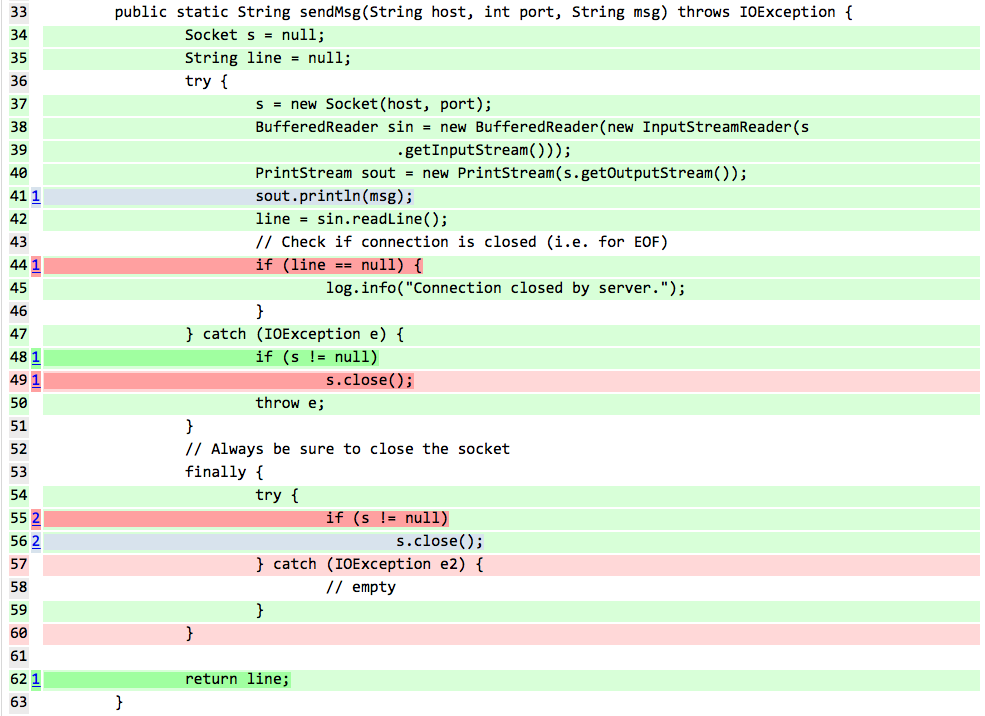 33 public static String sendMsg(String host, int port, String msg) throws IOException {
34 Socket s = null;
35 String line = null;
36 try {
37 s = new Socket(host, port);
38 BufferedReader sin = new BufferedReader(new InputStreamReader(s
39 .getInputStream()));
40 PrintStream sout = new PrintStream(s.getOutputStream());
41 1 sout.println(msg);
42 line = sin.readLine();
43 // Check if connection is closed (i.e. for EOF)
44 1 if (line == null) {
45 log.info("Connection closed by server.");
46 }
47 } catch (IOException e) {
48 1 if (s != null)
49 1 s.close();
50 throw e;
51 }
52 // Always be sure to close the socket
53 finally {
54 try {
55 2 if (s != null)
56 2 s.close();
57 } catch (IOException e2) {
58 // empty
59 }
60 }
61
62 1 return line;
63 }